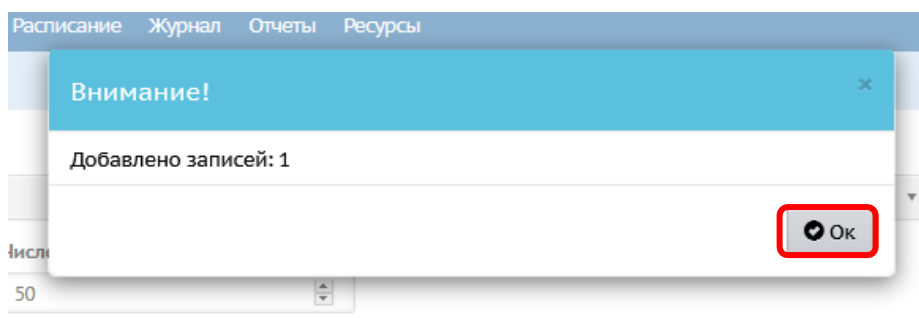 Расписание Журнал Отчеты Ресурсы
Внимание!
Добавлено записей: 1
Ок
50